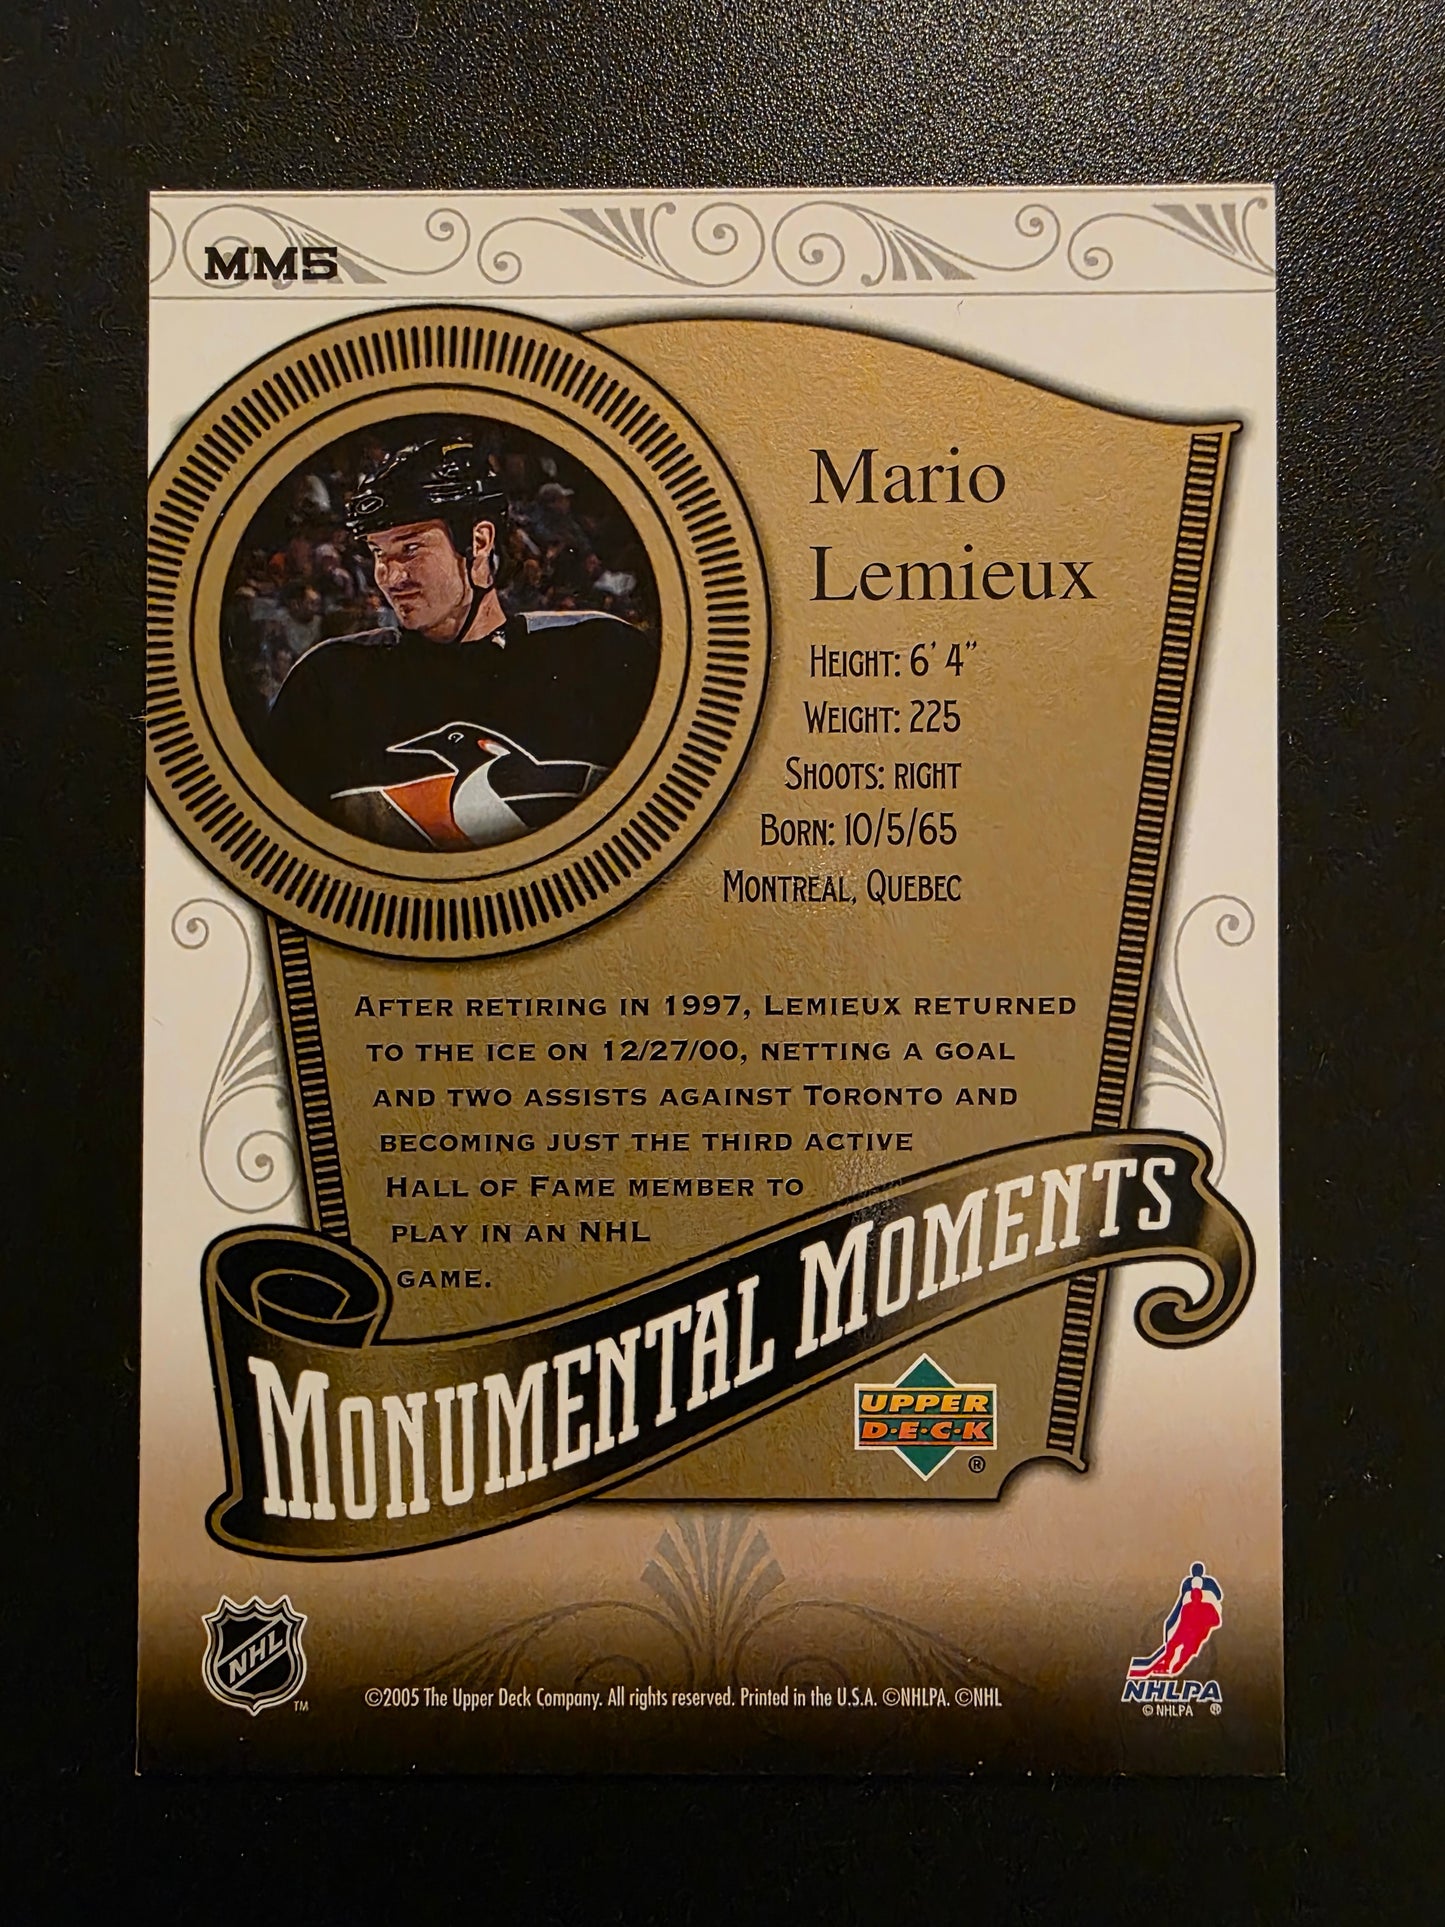 MM5
Mario
Lemieux
Height: 6' 4"
Weight: 225
Shoots: right
Born: 10/5/65
Montreal, Quebec
After retiring in 1997, Lemieux returned
to the ice on 12/27/00, netting a goal
and two assists against Toronto and
becoming just the third active
Hall of Fame member to
play in an NHL
game.
Monumental Moments
UPPER
D·E·C·K
®
NHL
TM
©2005 The Upper Deck Company. All rights reserved. Printed in the U.S.A. ©NHLPA. ©NHL
NHLPA
© NHLPA ®